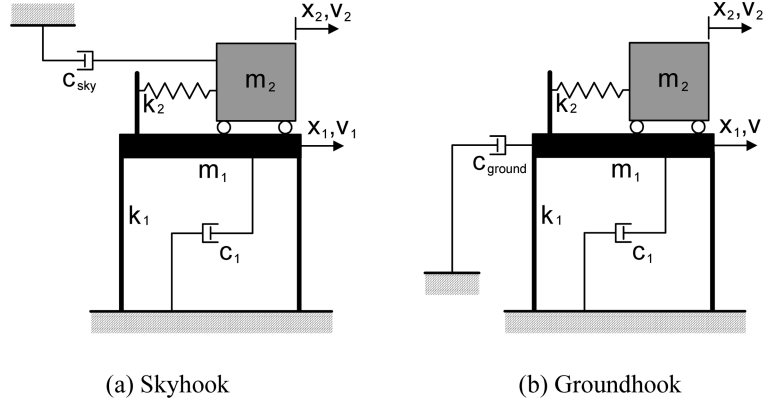 x2,v2
csky
m2
k2
x1,v1
m1
k1
c1
(a) Skyhook
x2,v2
m2
k2
x1,v
cground
m1
k1
c1
(b) Groundhook